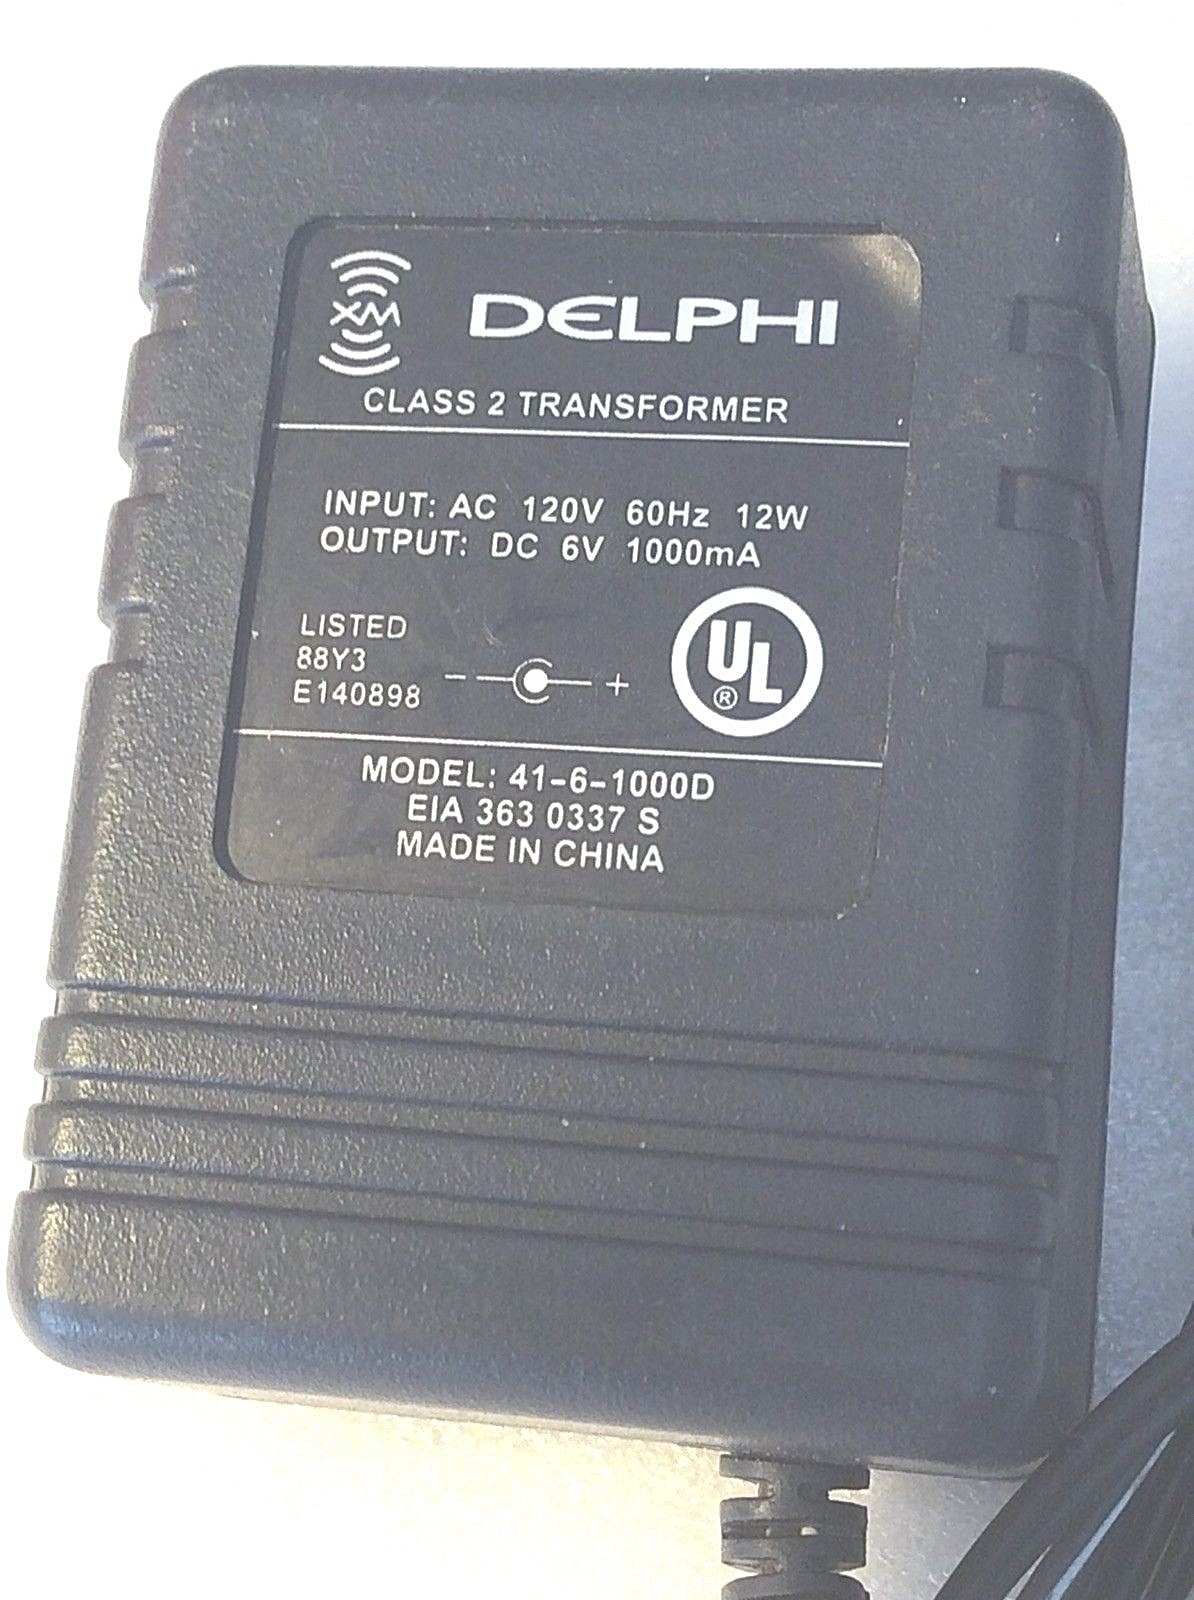 XM DELPHI
CLASS 2 TRANSFORMER
INPUT: AC 120V 60Hz 12W
OUTPUT: DC 6V 1000mA
LISTED
88Y3
E140898
- +
UL
®
MODEL: 41-6-1000D
EIA 363 0337 S
MADE IN CHINA